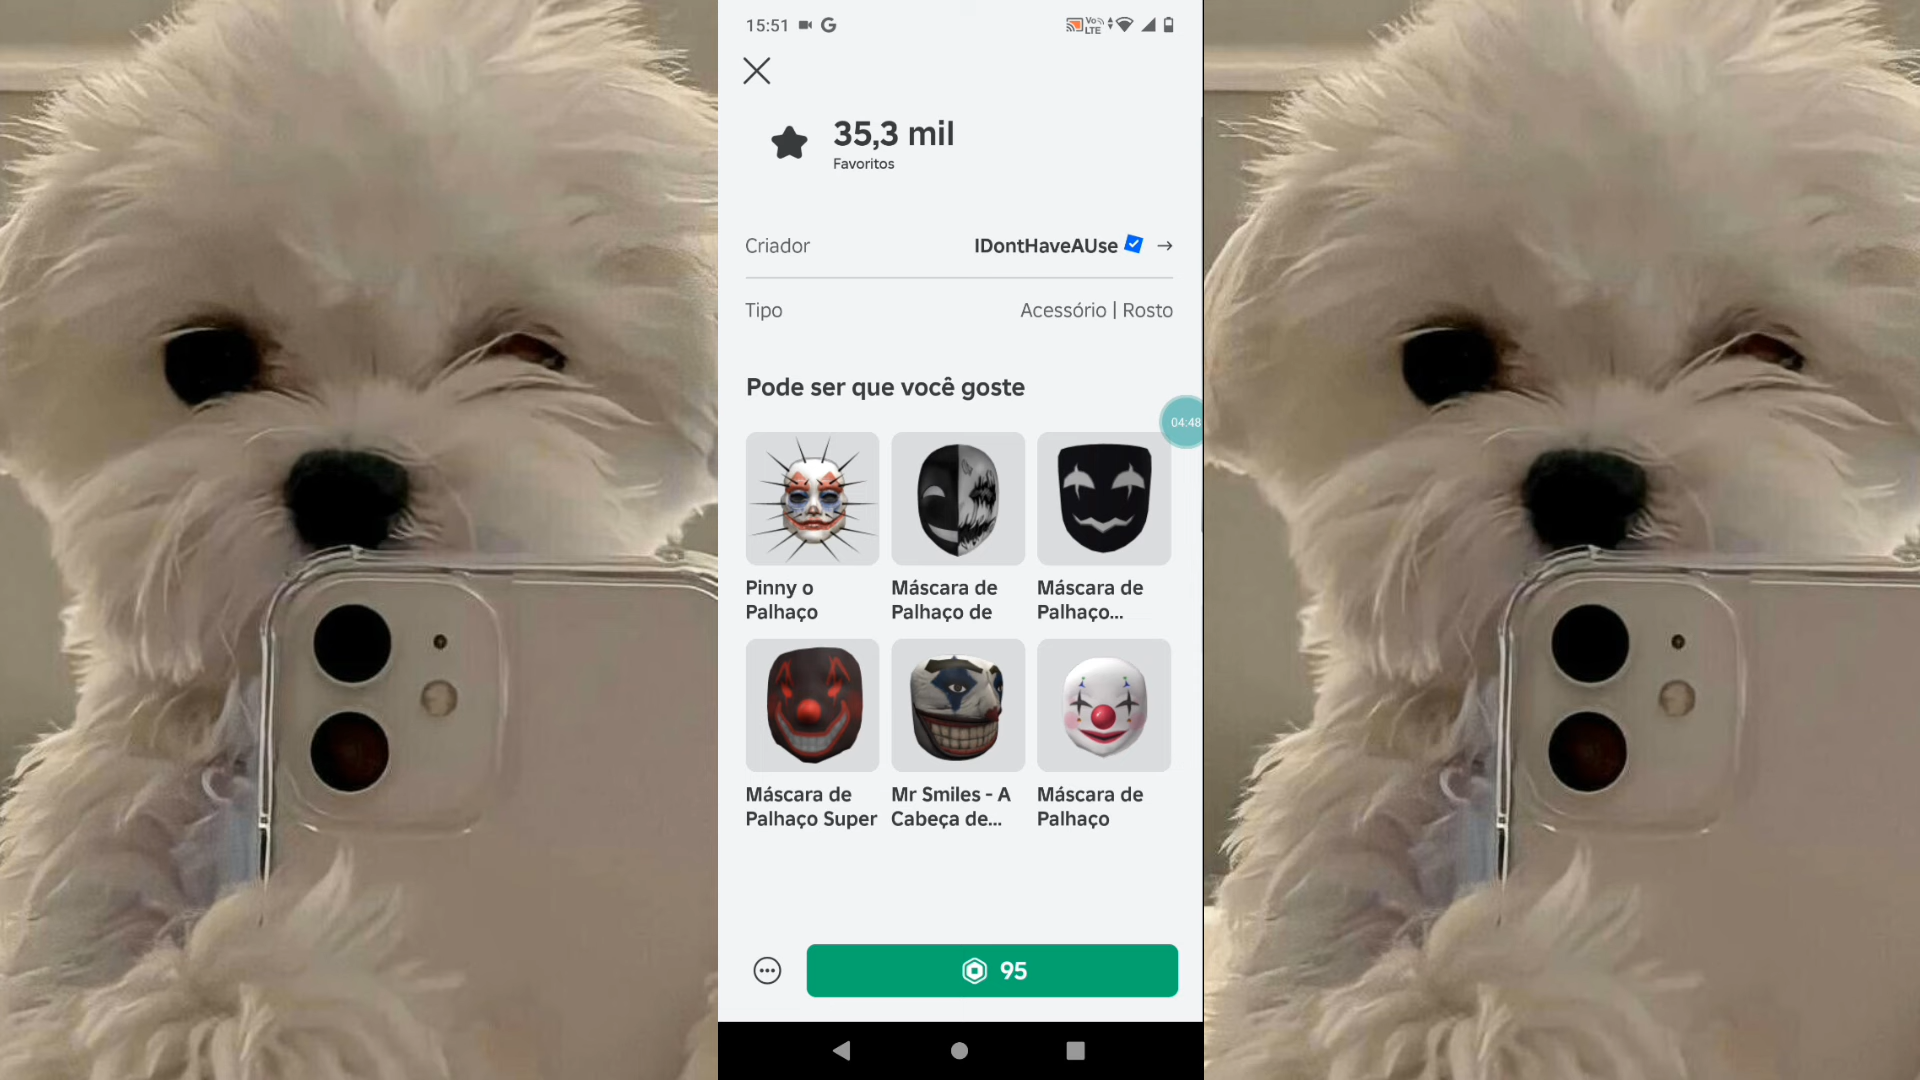 15:51 G Vo LTE
35,3 mil
Favoritos
Criador IDontHaveAUse →
Tipo Acessório | Rosto
Pode ser que você goste
04:48
Pinny o
Palhaço
Máscara de
Palhaço de
Máscara de
Palhaço...
Máscara de
Palhaço Super
Mr Smiles - A
Cabeça de...
Máscara de
Palhaço
95